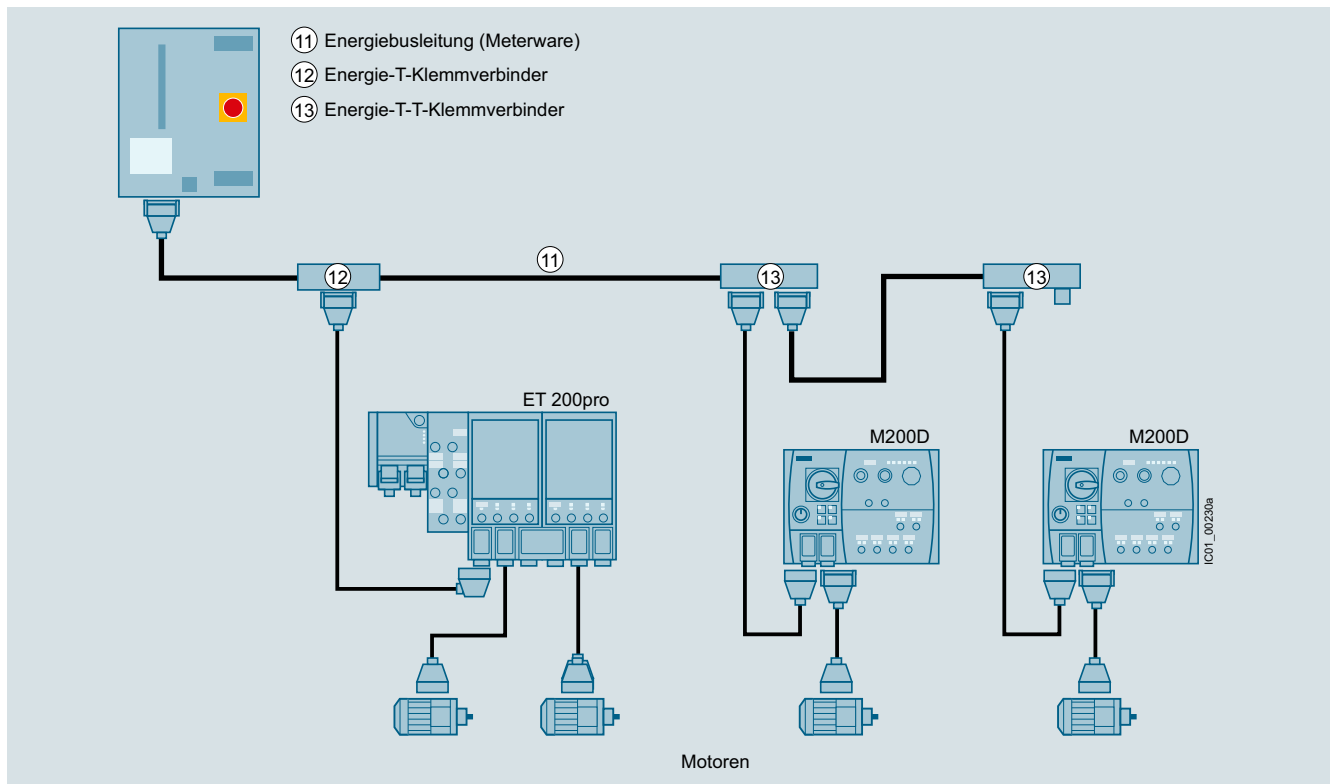 11 Energiebusleitung (Meterware)
12 Energie-T-Klemmverbinder
13 Energie-T-T-Klemmverbinder
11
12
13
13
ET 200pro
M200D
M200D
IC01_00230a
Motoren